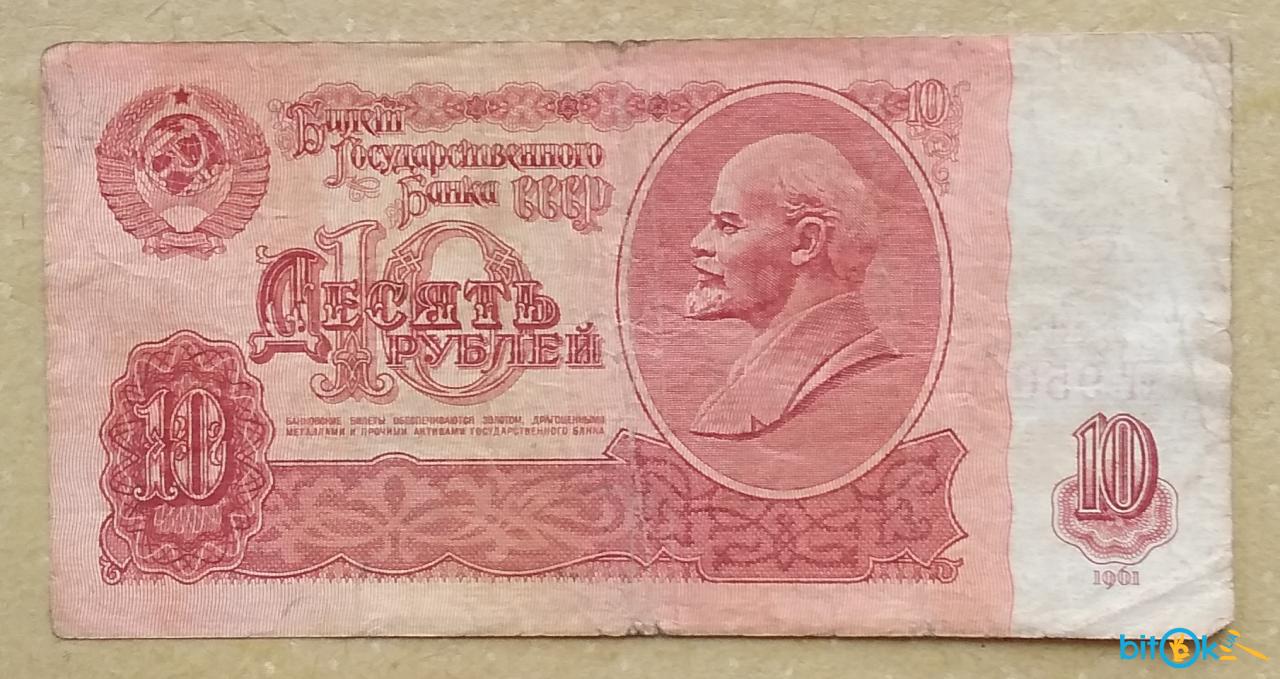 Билет
10
Государственного
Банка СССР
10
Десять
рублей
БАНКОВСКИЕ БИЛЕТЫ ОБЕСПЕЧИВАЮТСЯ ЗОЛОТОМ, ДРАГОЦЕННЫМИ
МЕТАЛЛАМИ И ПРОЧИМИ АКТИВАМИ ГОСУДАРСТВЕННОГО БАНКА
10
10
1961
bitOk